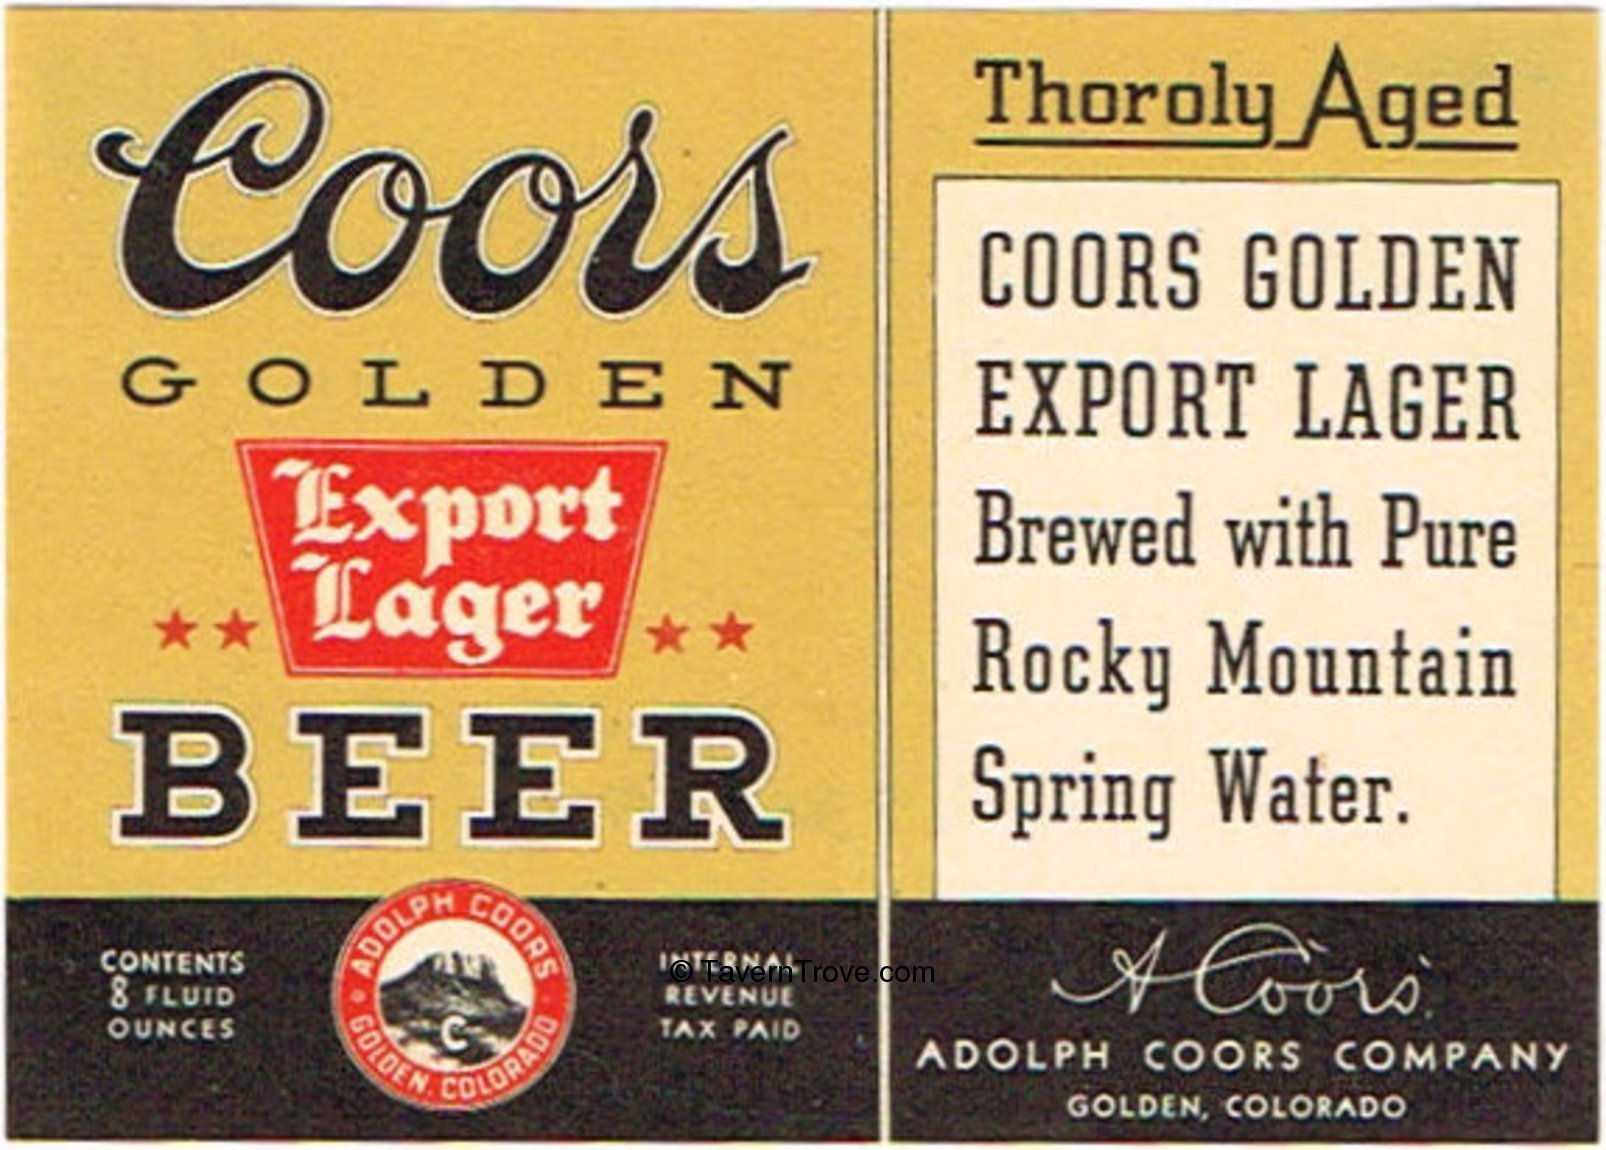 Coors
GOLDEN
Export
Lager
BEER
CONTENTS
8 FLUID
OUNCES
ADOLPH COORS
GOLDEN, COLORADO
C
INTERNAL
REVENUE
TAX PAID
© TavernTrove.com
Thoroly Aged
COORS GOLDEN
EXPORT LAGER
Brewed with Pure
Rocky Mountain
Spring Water.
A Coors
ADOLPH COORS COMPANY
GOLDEN, COLORADO